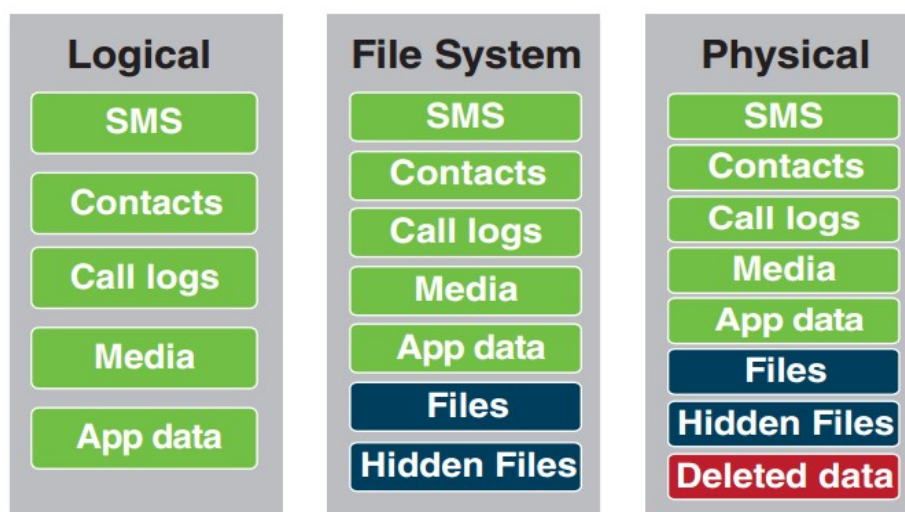 Logical
SMS
Contacts
Call logs
Media
App data
File System
SMS
Contacts
Call logs
Media
App data
Files
Hidden Files
Physical
SMS
Contacts
Call logs
Media
App data
Files
Hidden Files
Deleted data